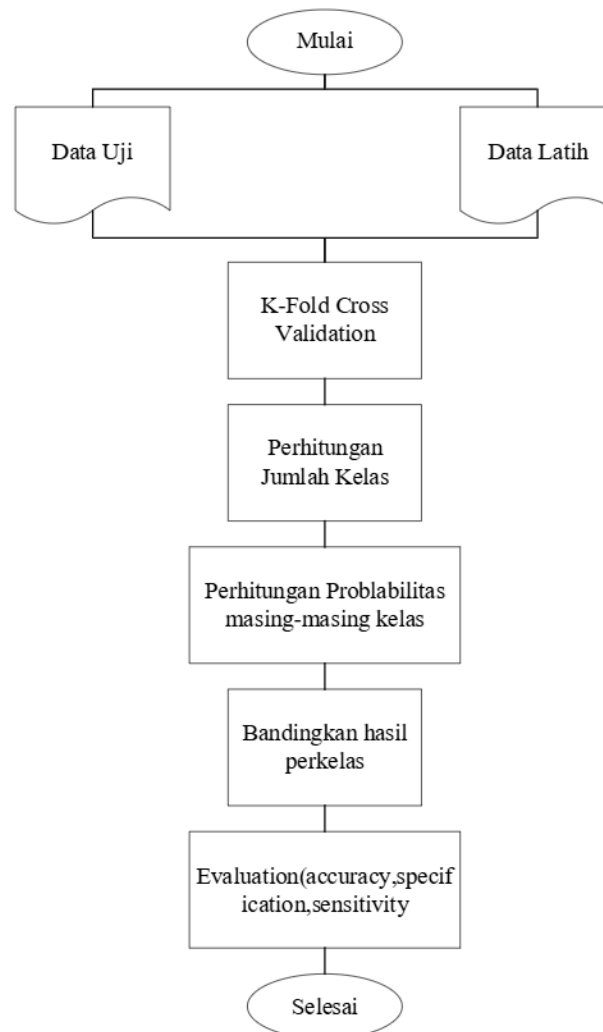 Mulai
Data Uji
Data Latih
K-Fold Cross
Validation
Perhitungan
Jumlah Kelas
Perhitungan Problabilitas
masing-masing kelas
Bandingkan hasil
perkelas
Evaluation(accuracy,specif
ication,sensitivity
Selesai